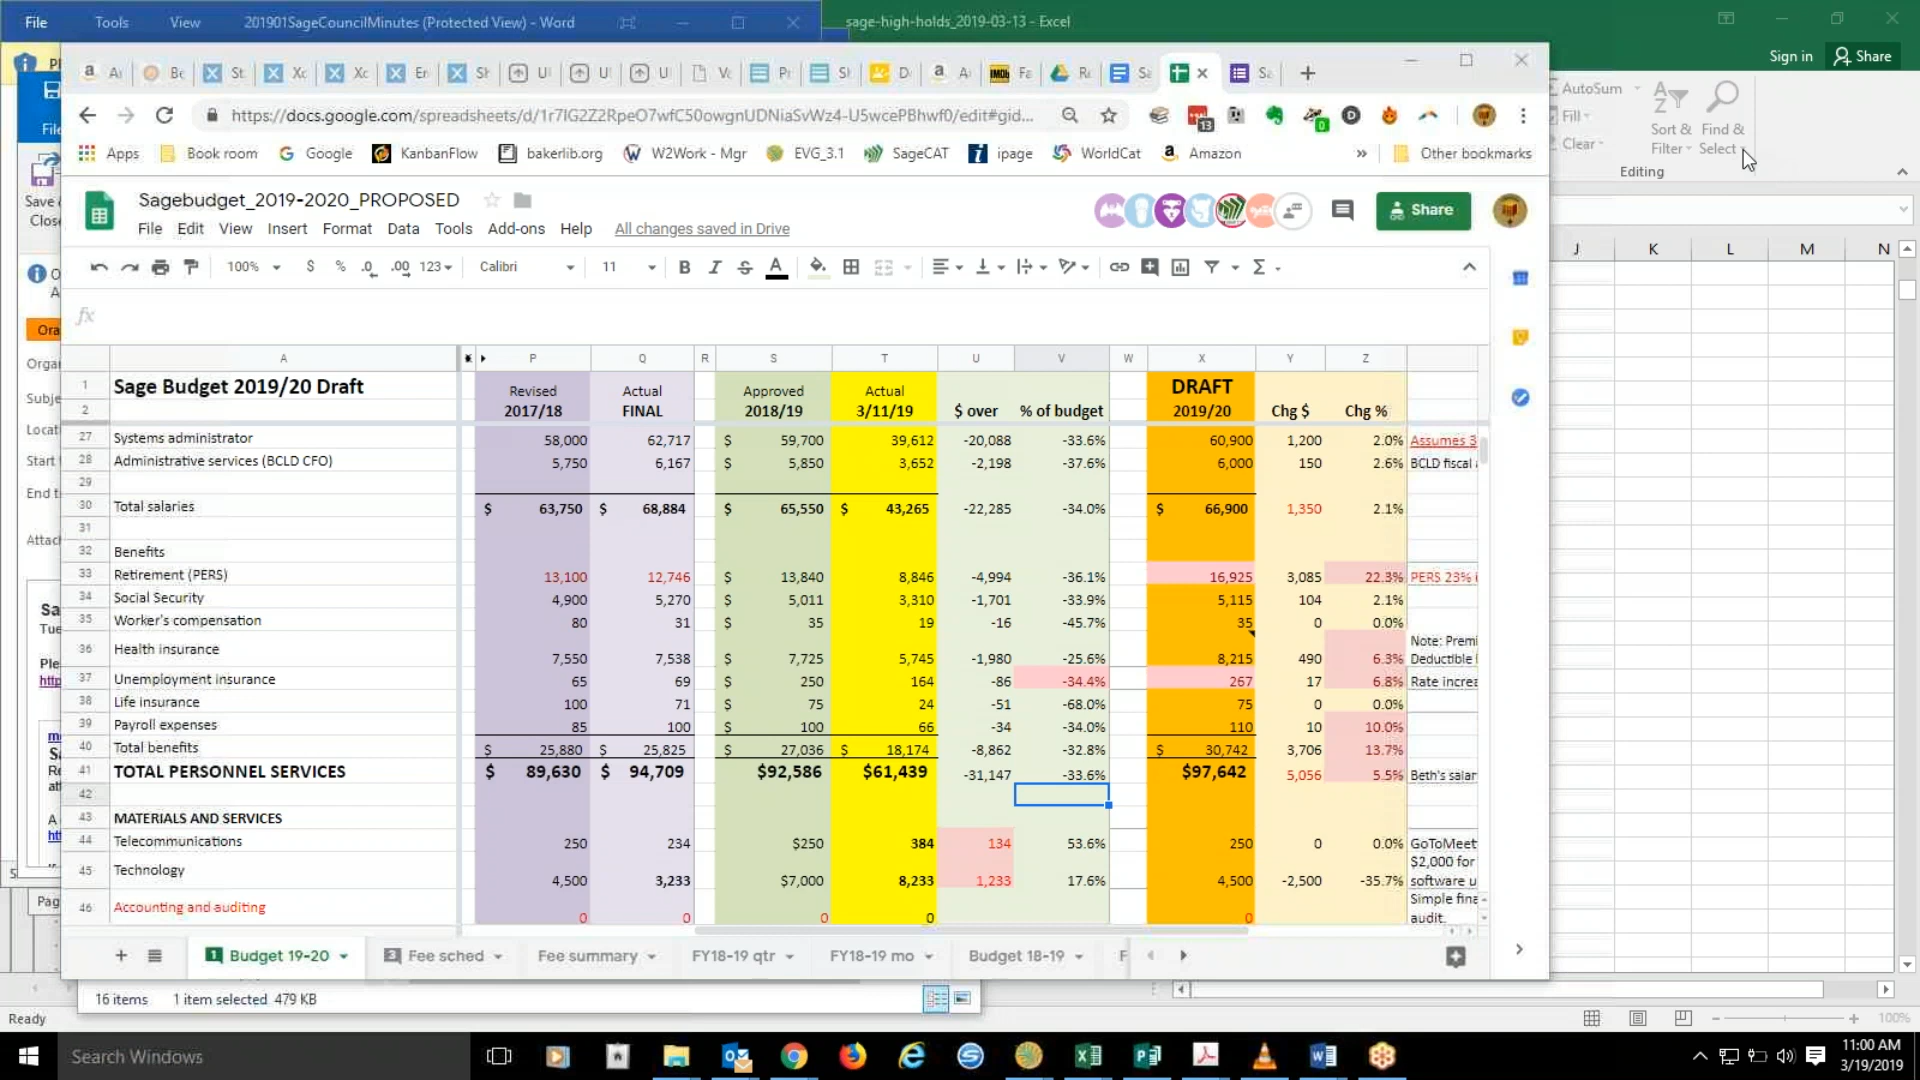 File Tools View 201901SageCouncilMinutes (Protected View) - Word
sage-high-holds_2019-03-13 - Excel
Sign in Share
https://docs.google.com/spreadsheets/d/1r7IG2Z2RpeO7wfC50owgnUDNiaSvWz4-U5wcePBhwf0/edit#gid...
Apps Book room Google KanbanFlow bakerlib.org W2Work - Mgr EVG_3.1 SageCAT ipage WorldCat Amazon » Other bookmarks
AutoSum
Fill
Clear
Sort & Filter
Find & Select
Editing
Sagebudget_2019-2020_PROPOSED
Share
File Edit View Insert Format Data Tools Add-ons Help All changes saved in Drive
100% $ % .0 .00 123 Calibri 11 B I S A
fx
A P Q R S T U V W X Y Z
J K L M N
1 Sage Budget 2019/20 Draft Revised Actual Approved Actual DRAFT
2 2017/18 FINAL 2018/19 3/11/19 $ over % of budget 2019/20 Chg $ Chg %
27 Systems administrator 58,000 62,717 $ 59,700 39,612 -20,088 -33.6% 60,900 1,200 2.0% Assumes 3
28 Administrative services (BCLD CFO) 5,750 6,167 $ 5,850 3,652 -2,198 -37.6% 6,000 150 2.6% BCLD fiscal
29
30 Total salaries $ 63,750 $ 68,884 $ 65,550 $ 43,265 -22,285 -34.0% $ 66,900 1,350 2.1%
31
32 Benefits
33 Retirement (PERS) 13,100 12,746 $ 13,840 8,846 -4,994 -36.1% 16,925 3,085 22.3% PERS 23%
34 Social Security 4,900 5,270 $ 5,011 3,310 -1,701 -33.9% 5,115 104 2.1%
35 Worker's compensation 80 31 $ 35 19 -16 -45.7% 35 0 0.0%
36 Health insurance 7,550 7,538 $ 7,725 5,745 -1,980 -25.6% 8,215 490 6.3% Note: Premi Deductible
37 Unemployment insurance 65 69 $ 250 164 -86 -34.4% 267 17 6.8% Rate increa
38 Life insurance 100 71 $ 75 24 -51 -68.0% 75 0 0.0%
39 Payroll expenses 85 100 $ 100 66 -34 -34.0% 110 10 10.0%
40 Total benefits $ 25,880 $ 25,825 $ 27,036 $ 18,174 -8,862 -32.8% $ 30,742 3,706 13.7%
41 TOTAL PERSONNEL SERVICES $ 89,630 $ 94,709 $92,586 $61,439 -31,147 -33.6% $97,642 5,056 5.5% Beth's salar
42
43 MATERIALS AND SERVICES
44 Telecommunications 250 234 $250 384 134 53.6% 250 0 0.0% GoToMeet
45 Technology 4,500 3,233 $7,000 8,233 1,233 17.6% 4,500 -2,500 -35.7% $2,000 for software u
46 Accounting and auditing 0 0 0 0 0 Simple fina audit.
1 Budget 19-20 3 Fee sched Fee summary FY18-19 qtr FY18-19 mo Budget 18-19 F
16 items 1 item selected 479 KB
Ready
100%
Search Windows
11:00 AM
3/19/2019